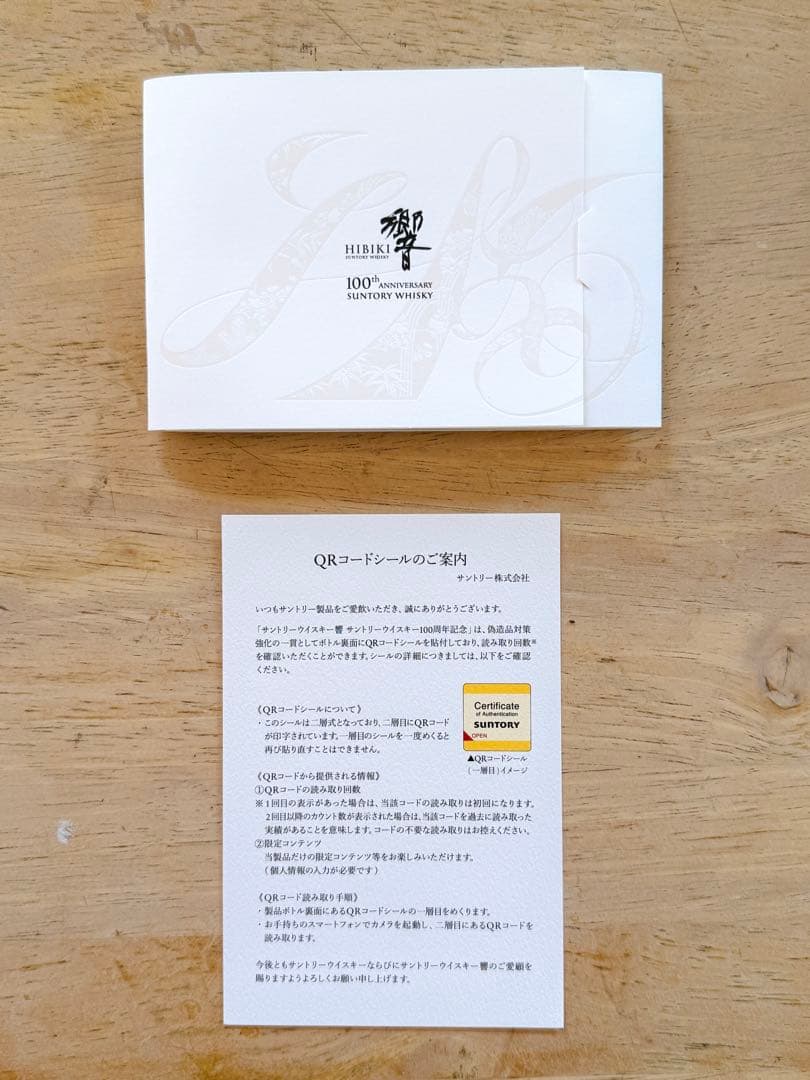 響
HIBIKI
SUNTORY WHISKY
100th ANNIVERSARY
SUNTORY WHISKY
QRコードシールのご案内
サントリー株式会社
いつもサントリー製品をご愛飲いただき、誠にありがとうございます。
「サントリーウイスキー響 サントリーウイスキー100周年記念」は、偽造品対策
強化の一貫としてボトル裏面にQRコードシールを貼付しており、読み取り回数※
を確認いただくことができます。シールの詳細につきましては、以下をご確認
ください。
《QRコードシールについて》
・このシールは二層式となっており、二層目にQRコード
が印字されています。一層目のシールを一度めくると
再び貼り直すことはできません。
Certificate
of Authentication
SUNTORY
OPEN
▲QRコードシール
(一層目)イメージ
《QRコードから提供される情報》
①QRコードの読み取り回数
※1回目の表示があった場合は、当該コードの読み取りは初回になります。
2回目以降のカウント数が表示された場合は、当該コードを過去に読み取った
実績があることを意味します。コードの不要な読み取りはお控えください。
②限定コンテンツ
当製品だけの限定コンテンツ等をお楽しみいただけます。
(個人情報の入力が必要です)
《QRコード読み取り手順》
・製品ボトル裏面にあるQRコードシールの一層目をめくります。
・お手持ちのスマートフォンでカメラを起動し、二層目にあるQRコードを
読み取ります。
今後ともサントリーウイスキーならびにサントリーウイスキー響のご愛顧を
賜りますようよろしくお願い申し上げます。